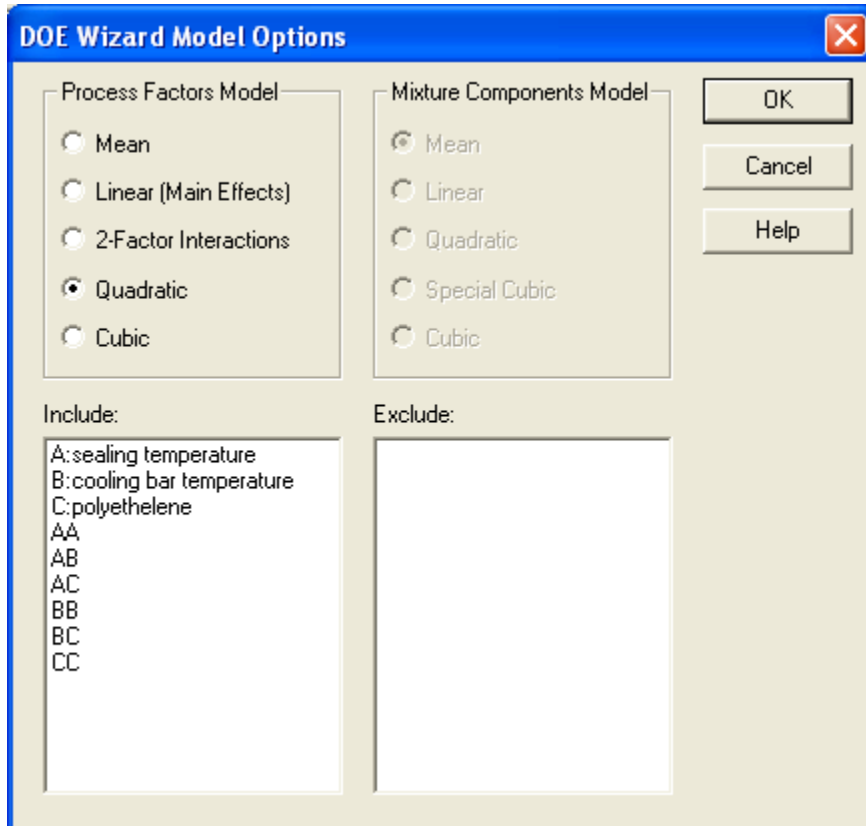 DOE Wizard Model Options
Process Factors Model
Mean
Linear (Main Effects)
2-Factor Interactions
Quadratic
Cubic
Mixture Components Model
Mean
Linear
Quadratic
Special Cubic
Cubic
OK
Cancel
Help
Include:
A:sealing temperature
B:cooling bar temperature
C:polyethelene
AA
AB
AC
BB
BC
CC
Exclude: